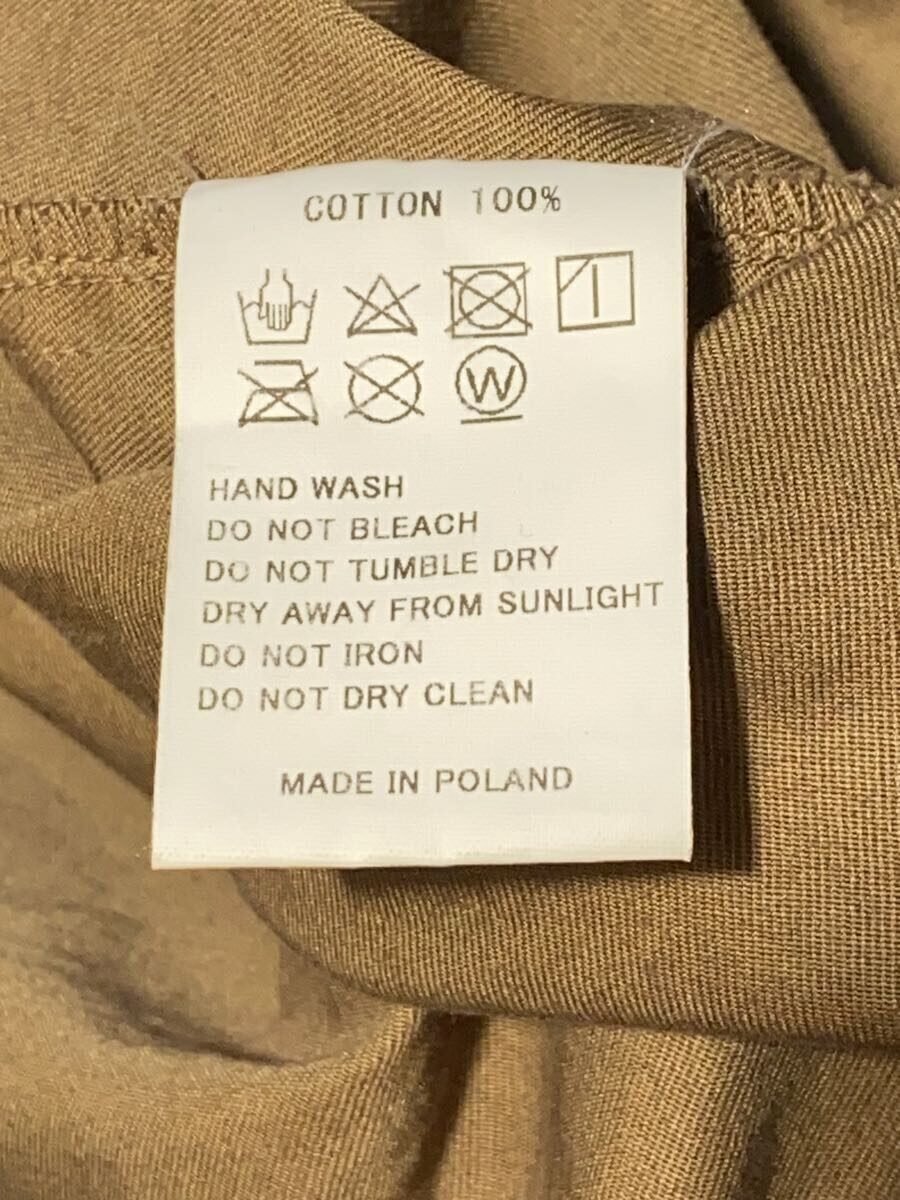 COTTON 100%
W
HAND WASH
DO NOT BLEACH
DO NOT TUMBLE DRY
DRY AWAY FROM SUNLIGHT
DO NOT IRON
DO NOT DRY CLEAN
MADE IN POLAND